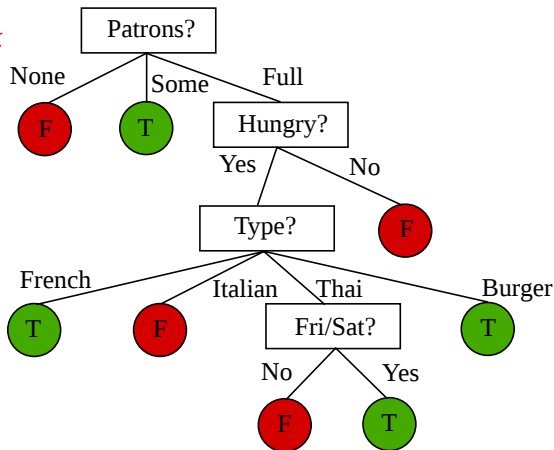 Patrons?
None
Some
Full
F
T
Hungry?
Yes
No
Type?
F
French
Italian
Thai
Burger
T
F
Fri/Sat?
T
No
Yes
F
T